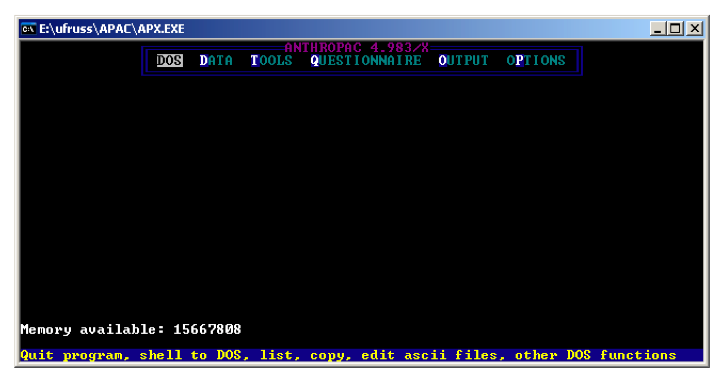 E:\ufruss\APAC\APX.EXE
ANTHROPAC 4.983/X
DOS DATA TOOLS QUESTIONNAIRE OUTPUT OPTIONS
Memory available: 15667808
Quit program, shell to DOS, list, copy, edit ascii files, other DOS functions